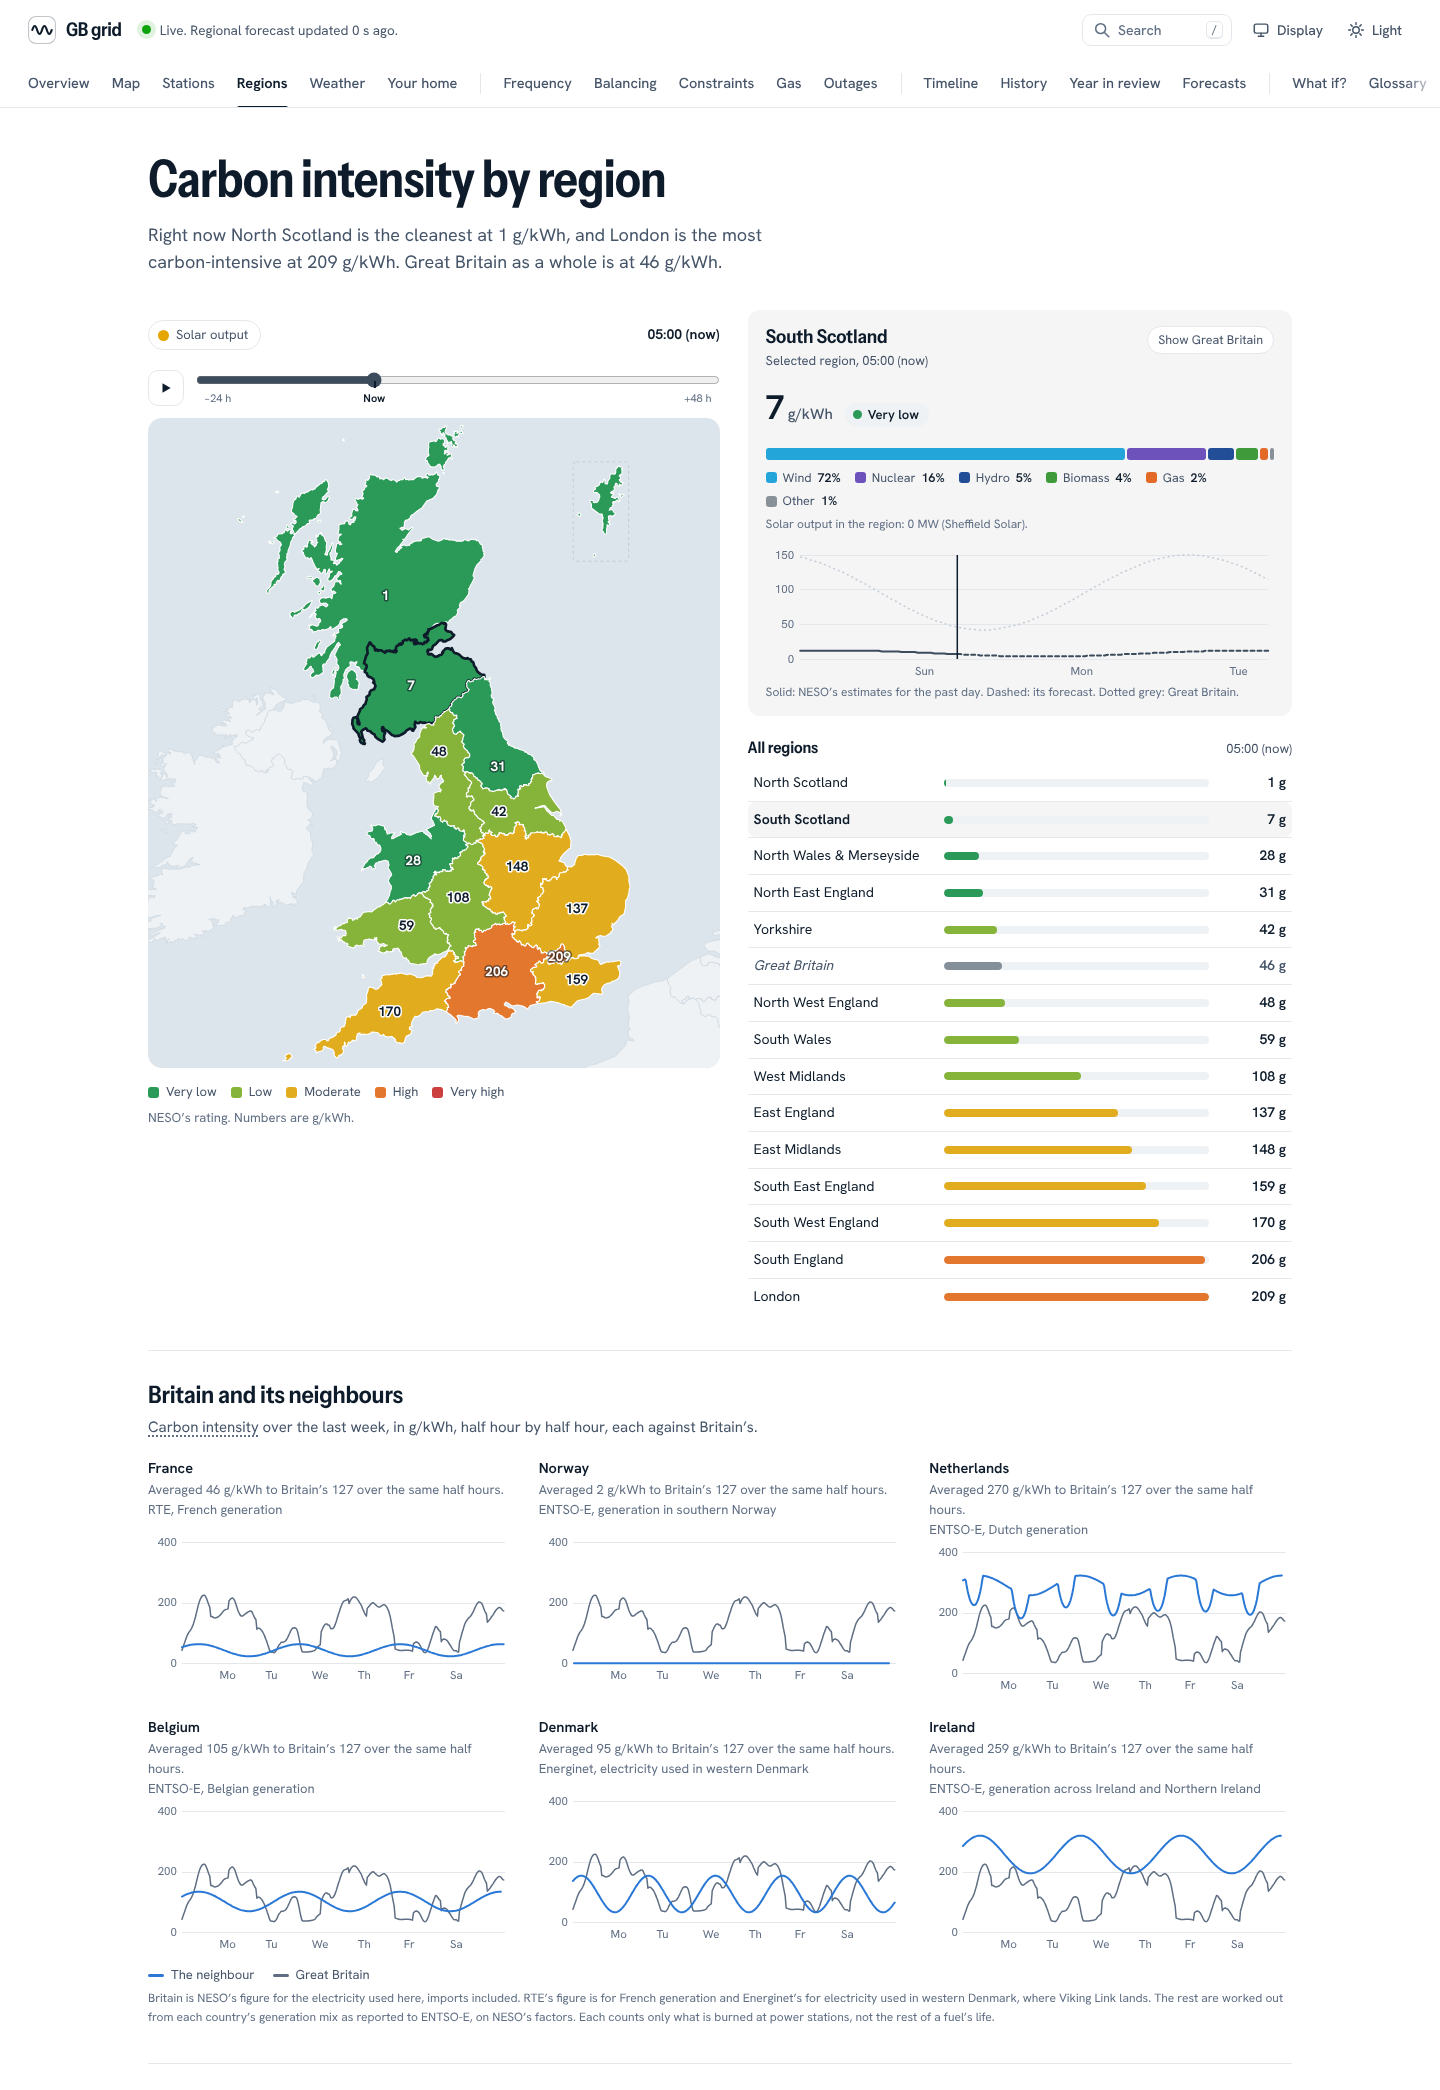 GB grid
Live. Regional forecast updated 0 s ago.
Search /
Display
Light
Overview Map Stations Regions Weather Your home Frequency Balancing Constraints Gas Outages Timeline History Year in review Forecasts What if? Glossary
Carbon intensity by region
Right now North Scotland is the cleanest at 1 g/kWh, and London is the most
carbon-intensive at 209 g/kWh. Great Britain as a whole is at 46 g/kWh.
Solar output
05:00 (now)
−24 h Now +48 h
1
7
48
31
42
28
148
108
137
59
209
206
159
170
Very low Low Moderate High Very high
NESO’s rating. Numbers are g/kWh.
South Scotland
Show Great Britain
Selected region, 05:00 (now)
7 g/kWh Very low
Wind 72% Nuclear 16% Hydro 5% Biomass 4% Gas 2%
Other 1%
Solar output in the region: 0 MW (Sheffield Solar).
150
100
50
0
Sun Mon Tue
Solid: NESO’s estimates for the past day. Dashed: its forecast. Dotted grey: Great Britain.
All regions 05:00 (now)
North Scotland 1 g
South Scotland 7 g
North Wales & Merseyside 28 g
North East England 31 g
Yorkshire 42 g
Great Britain 46 g
North West England 48 g
South Wales 59 g
West Midlands 108 g
East England 137 g
East Midlands 148 g
South East England 159 g
South West England 170 g
South England 206 g
London 209 g
Britain and its neighbours
Carbon intensity over the last week, in g/kWh, half hour by half hour, each against Britain’s.
France
Averaged 46 g/kWh to Britain’s 127 over the same half hours.
RTE, French generation
400
200
0
Mo Tu We Th Fr Sa
Norway
Averaged 2 g/kWh to Britain’s 127 over the same half hours.
ENTSO-E, generation in southern Norway
400
200
0
Mo Tu We Th Fr Sa
Netherlands
Averaged 270 g/kWh to Britain’s 127 over the same half
hours.
ENTSO-E, Dutch generation
400
200
0
Mo Tu We Th Fr Sa
Belgium
Averaged 105 g/kWh to Britain’s 127 over the same half
hours.
ENTSO-E, Belgian generation
400
200
0
Mo Tu We Th Fr Sa
Denmark
Averaged 95 g/kWh to Britain’s 127 over the same half hours.
Energinet, electricity used in western Denmark
400
200
0
Mo Tu We Th Fr Sa
Ireland
Averaged 259 g/kWh to Britain’s 127 over the same half
hours.
ENTSO-E, generation across Ireland and Northern Ireland
400
200
0
Mo Tu We Th Fr Sa
The neighbour Great Britain
Britain is NESO’s figure for the electricity used here, imports included. RTE’s figure is for French generation and Energinet’s for electricity used in western Denmark, where Viking Link lands. The rest are worked out
from each country’s generation mix as reported to ENTSO-E, on NESO’s factors. Each counts only what is burned at power stations, not the rest of a fuel’s life.